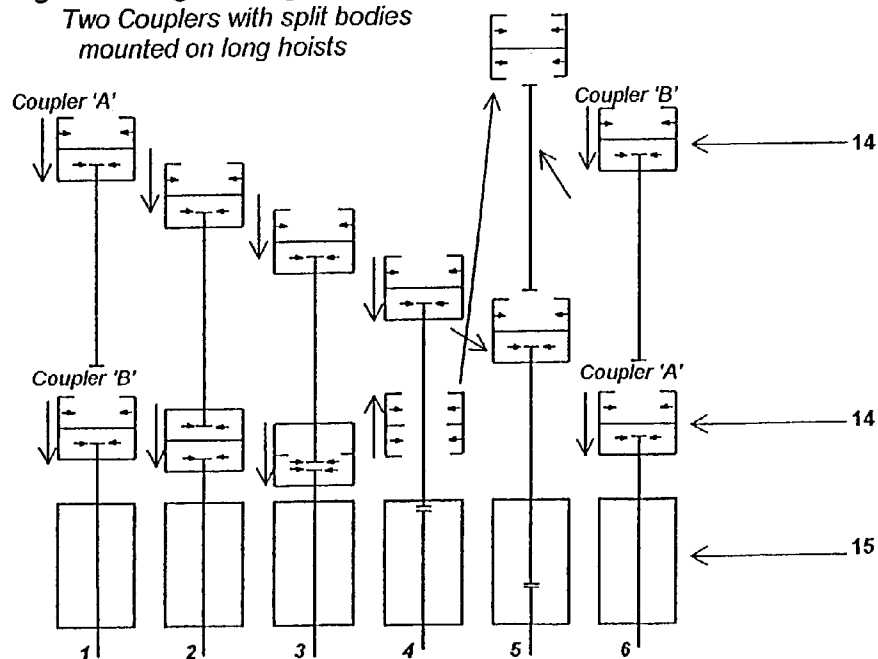 Two Couplers with split bodies
mounted on long hoists
Coupler 'A'
Coupler 'B'
14
Coupler 'B'
Coupler 'A'
14
15
1 2 3 4 5 6